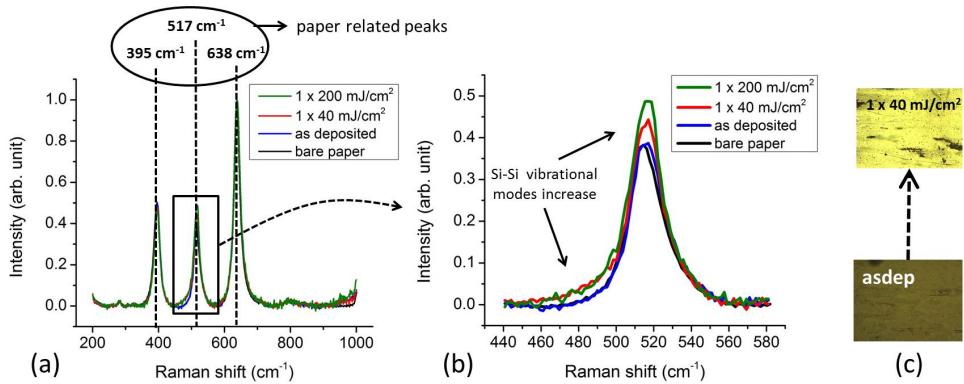 517 cm-1
paper related peaks
395 cm-1
638 cm-1
1 x 200 mJ/cm2
1 x 40 mJ/cm2
as deposited
bare paper
1.0
0.8
0.6
0.4
0.2
0.0
Intensity (arb. unit)
200
400
600
800
1000
Raman shift (cm-1)
(a)
1 x 200 mJ/cm2
1 x 40 mJ/cm2
as deposited
bare paper
Si-Si vibrational
modes increase
0.5
0.4
0.3
0.2
0.1
0.0
Intensity (arb. unit)
440
460
480
500
520
540
560
580
Raman shift (cm-1)
(b)
1 x 40 mJ/cm2
asdep
(c)